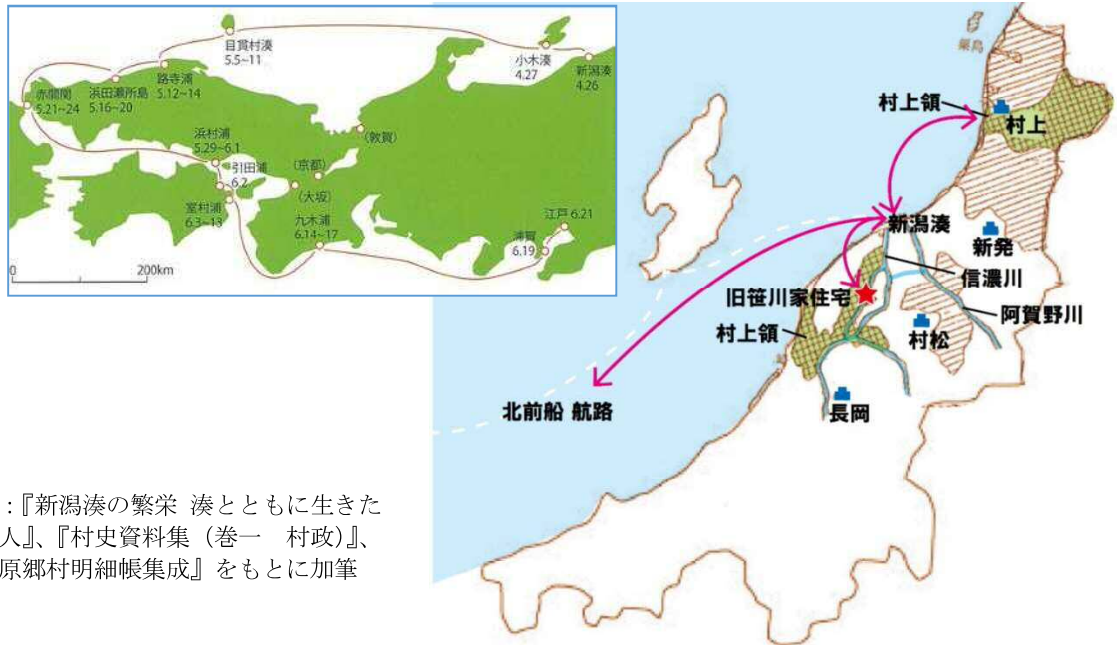 目貫村湊
5.5~11
小木湊
4.27
新潟湊
4.26
路寺浦
5.12~14
浜田瀬所島
5.16~20
赤間関
5.21~24
浜村浦
5.29~6.1
引田浦
6.2
室村浦
6.3~13
(敦賀)
(京都)
(大坂)
九木浦
6.14~17
江戸 6.21
浦賀
6.19
0 200km
粟島
村上領
村上
新潟湊
新発
信濃川
旧笹川家住宅
阿賀野川
村上領
村松
長岡
北前船 航路
:『新潟湊の繁栄 湊とともに生きた
人』、『村史資料集（巻一 村政）』、
原郷村明細帳集成』をもとに加筆